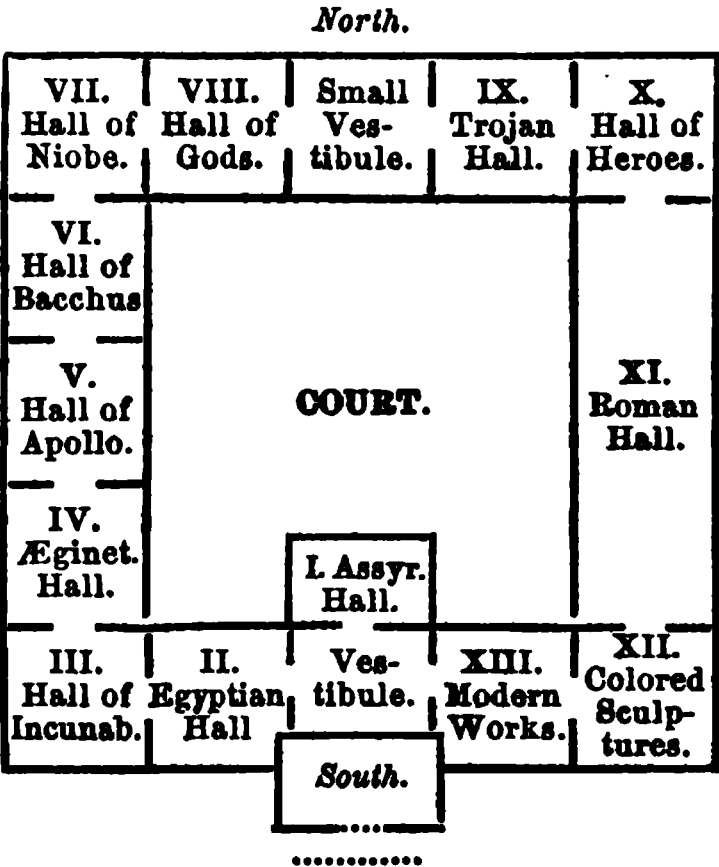 North.
VII.
Hall of
Niobe.
VIII.
Hall of
Gods.
Small
Ves-
tibule.
IX.
Trojan
Hall.
X.
Hall of
Heroes.
VI.
Hall of
Bacchus
V.
Hall of
Apollo.
COURT.
XI.
Roman
Hall.
IV.
Æginet.
Hall.
I. Assyr.
Hall.
III.
Hall of
Incunab.
II.
Egyptian
Hall
Ves-
tibule.
XIII.
Modern
Works.
XII.
Colored
Sculp-
tures.
South.